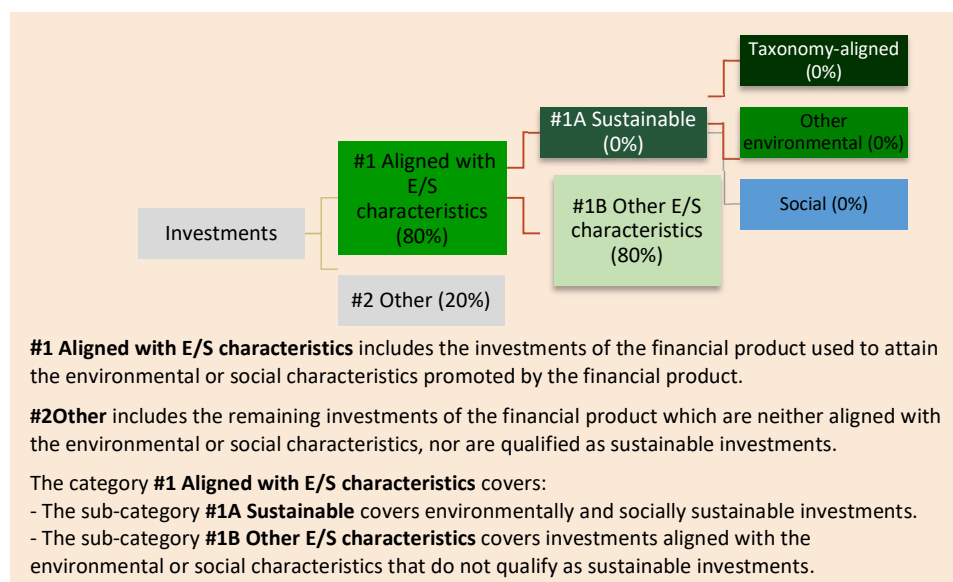 Taxonomy-aligned
(0%)
#1A Sustainable
(0%)
Other
environmental (0%)
#1 Aligned with
E/S
characteristics
(80%)
#1B Other E/S
characteristics
(80%)
Social (0%)
Investments
#2 Other (20%)
#1 Aligned with E/S characteristics includes the investments of the financial product used to attain
the environmental or social characteristics promoted by the financial product.
#2Other includes the remaining investments of the financial product which are neither aligned with
the environmental or social characteristics, nor are qualified as sustainable investments.
The category #1 Aligned with E/S characteristics covers:
- The sub-category #1A Sustainable covers environmentally and socially sustainable investments.
- The sub-category #1B Other E/S characteristics covers investments aligned with the
environmental or social characteristics that do not qualify as sustainable investments.